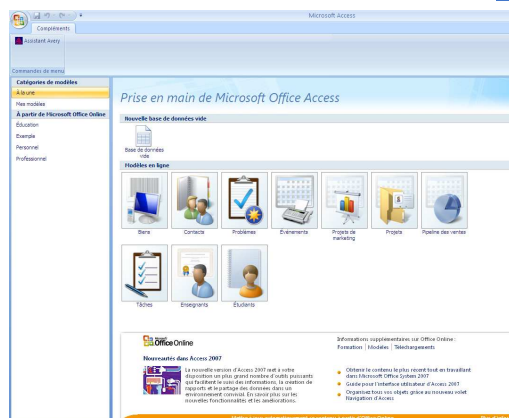 Microsoft Access
Compléments
Assistant Avery
Commandes de menu
Catégories de modèles
À la une
Mes modèles
À partir de Microsoft Office Online
Éducation
Exemple
Personnel
Professionnel
Prise en main de Microsoft Office Access
Nouvelle base de données vide
Base de données
vide
Modèles en ligne
Biens
Contacts
Problèmes
Événements
Projets de
marketing
Projets
Pipeline des ventes
Tâches
Enseignants
Étudiants
Microsoft
Office Online
Nouveautés dans Access 2007
La nouvelle version d'Access 2007 met à votre
disposition un plus grand nombre d'outils puissants
qui facilitent le suivi des informations, la création de
rapports et le partage des données dans un
environnement convivial. En savoir plus sur les
nouvelles fonctionnalités et les améliorations.
Informations supplémentaires sur Office Online :
Formation | Modèles | Téléchargements
Obtenir le contenu le plus récent tout en travaillant
dans Microsoft Office System 2007
Guide pour l'interface utilisateur d'Access 2007
Organisez tous vos objets grâce au nouveau volet
Navigation d'Access